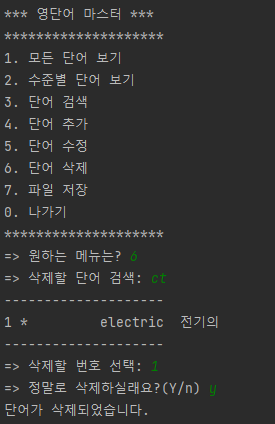 *** 영단어 마스터 ***
********************
1. 모든 단어 보기
2. 수준별 단어 보기
3. 단어 검색
4. 단어 추가
5. 단어 수정
6. 단어 삭제
7. 파일 저장
0. 나가기
********************
=> 원하는 메뉴는? 6
=> 삭제할 단어 검색: ct
--------------------
1 *         electric  전기의
--------------------
=> 삭제할 번호 선택: 1
=> 정말로 삭제하실래요?(Y/n) y
단어가 삭제되었습니다.